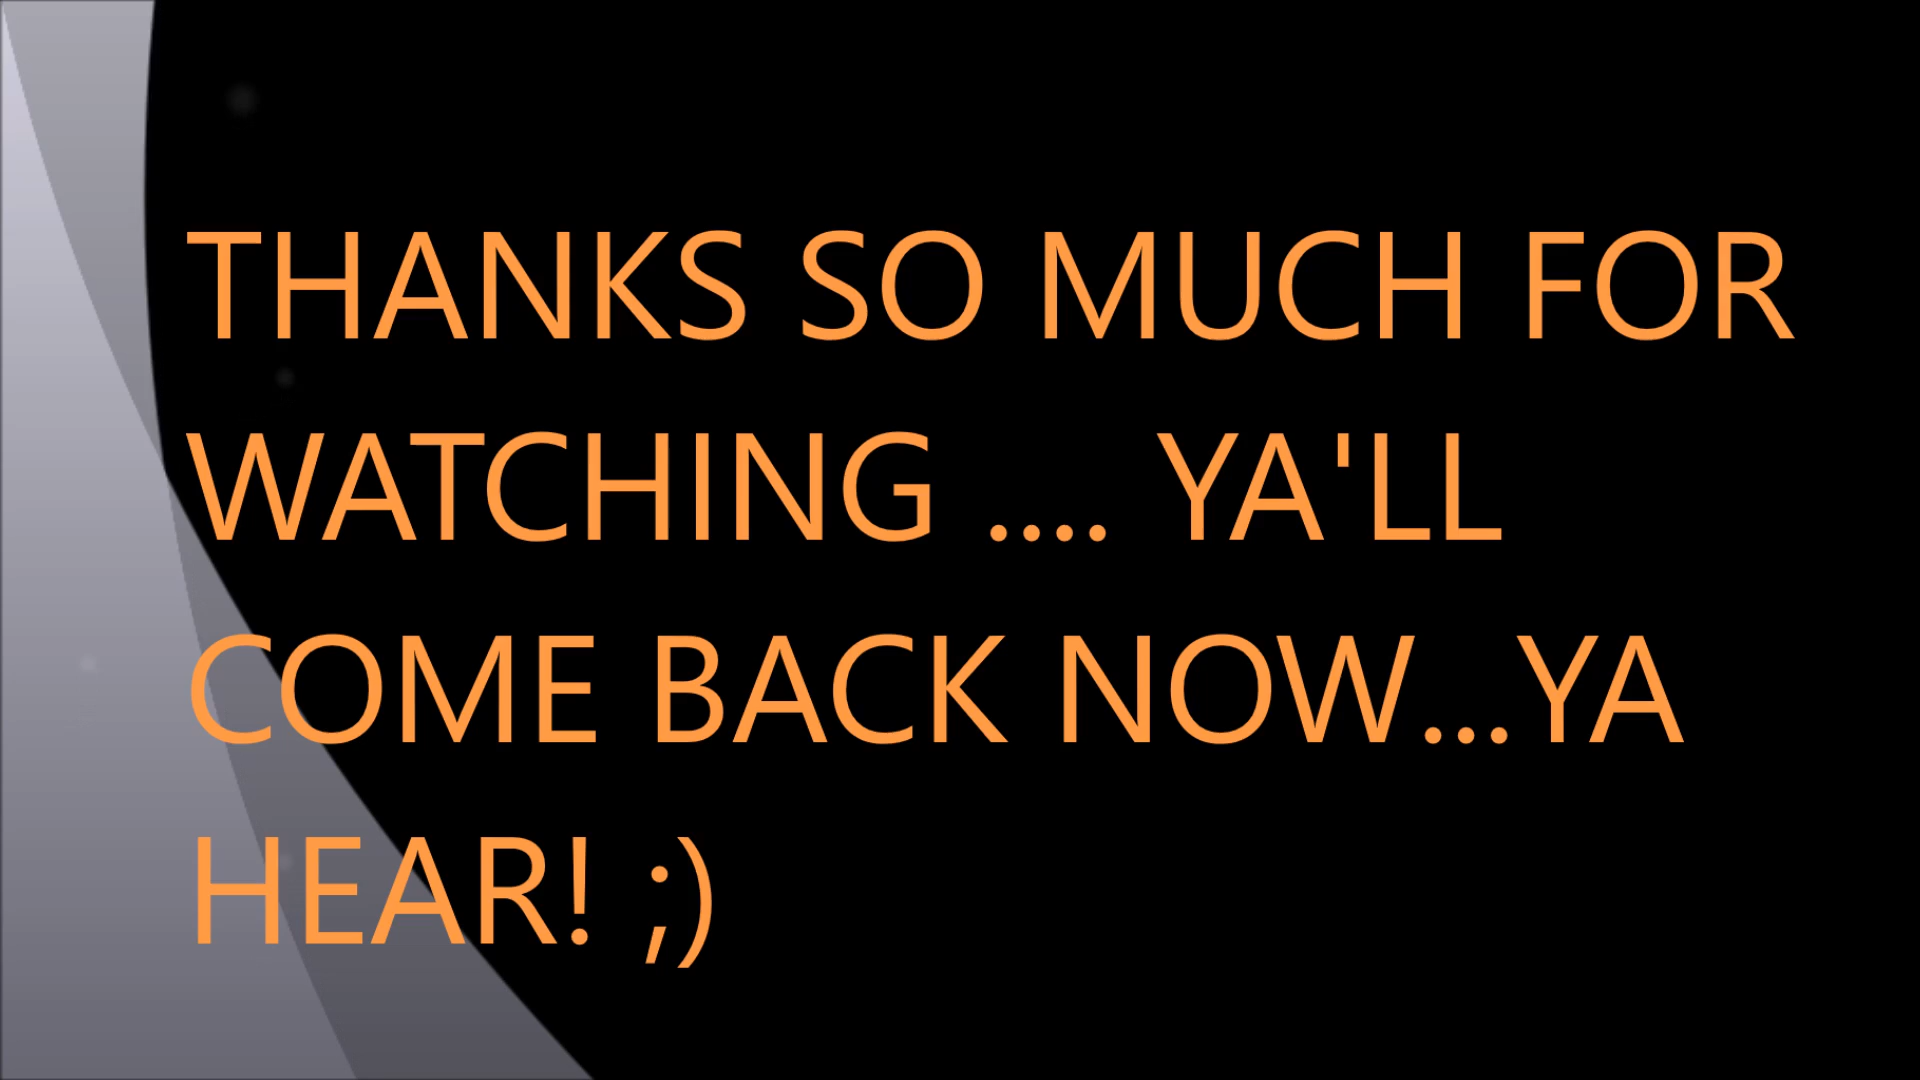 THANKS SO MUCH FOR
WATCHING .... YA'LL
COME BACK NOW...YA
HEAR! ;)